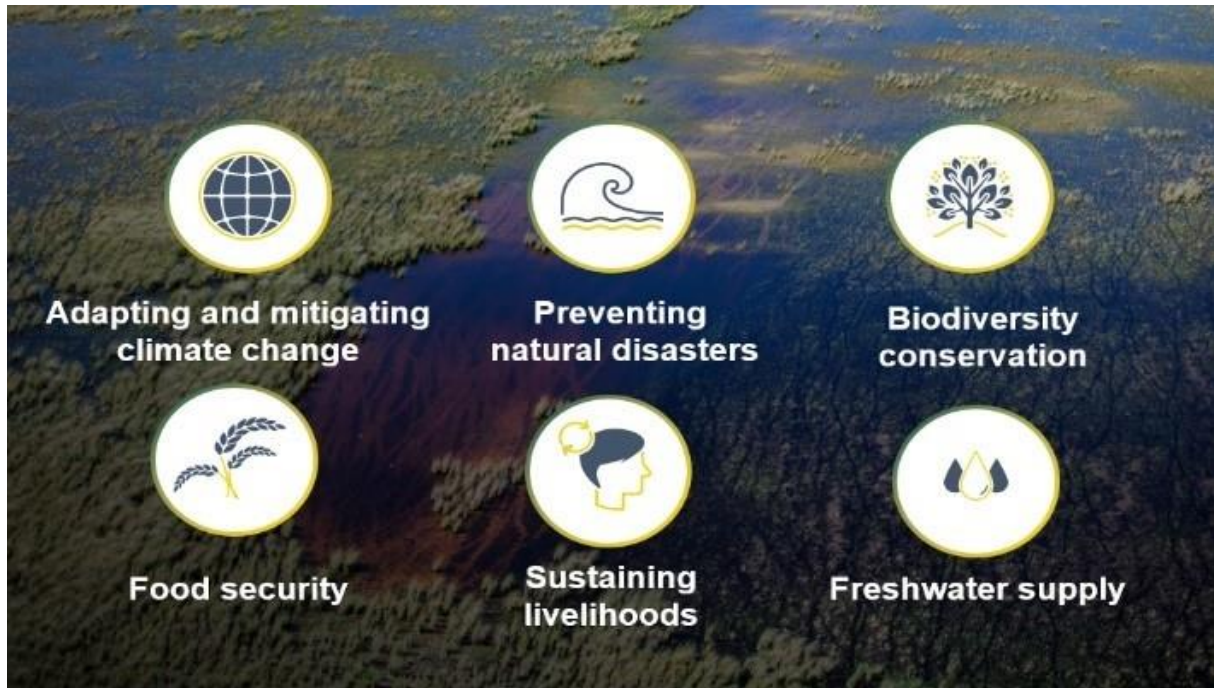 Adapting and mitigating
climate change
Preventing
natural disasters
Biodiversity
conservation
Food security
Sustaining
livelihoods
Freshwater supply